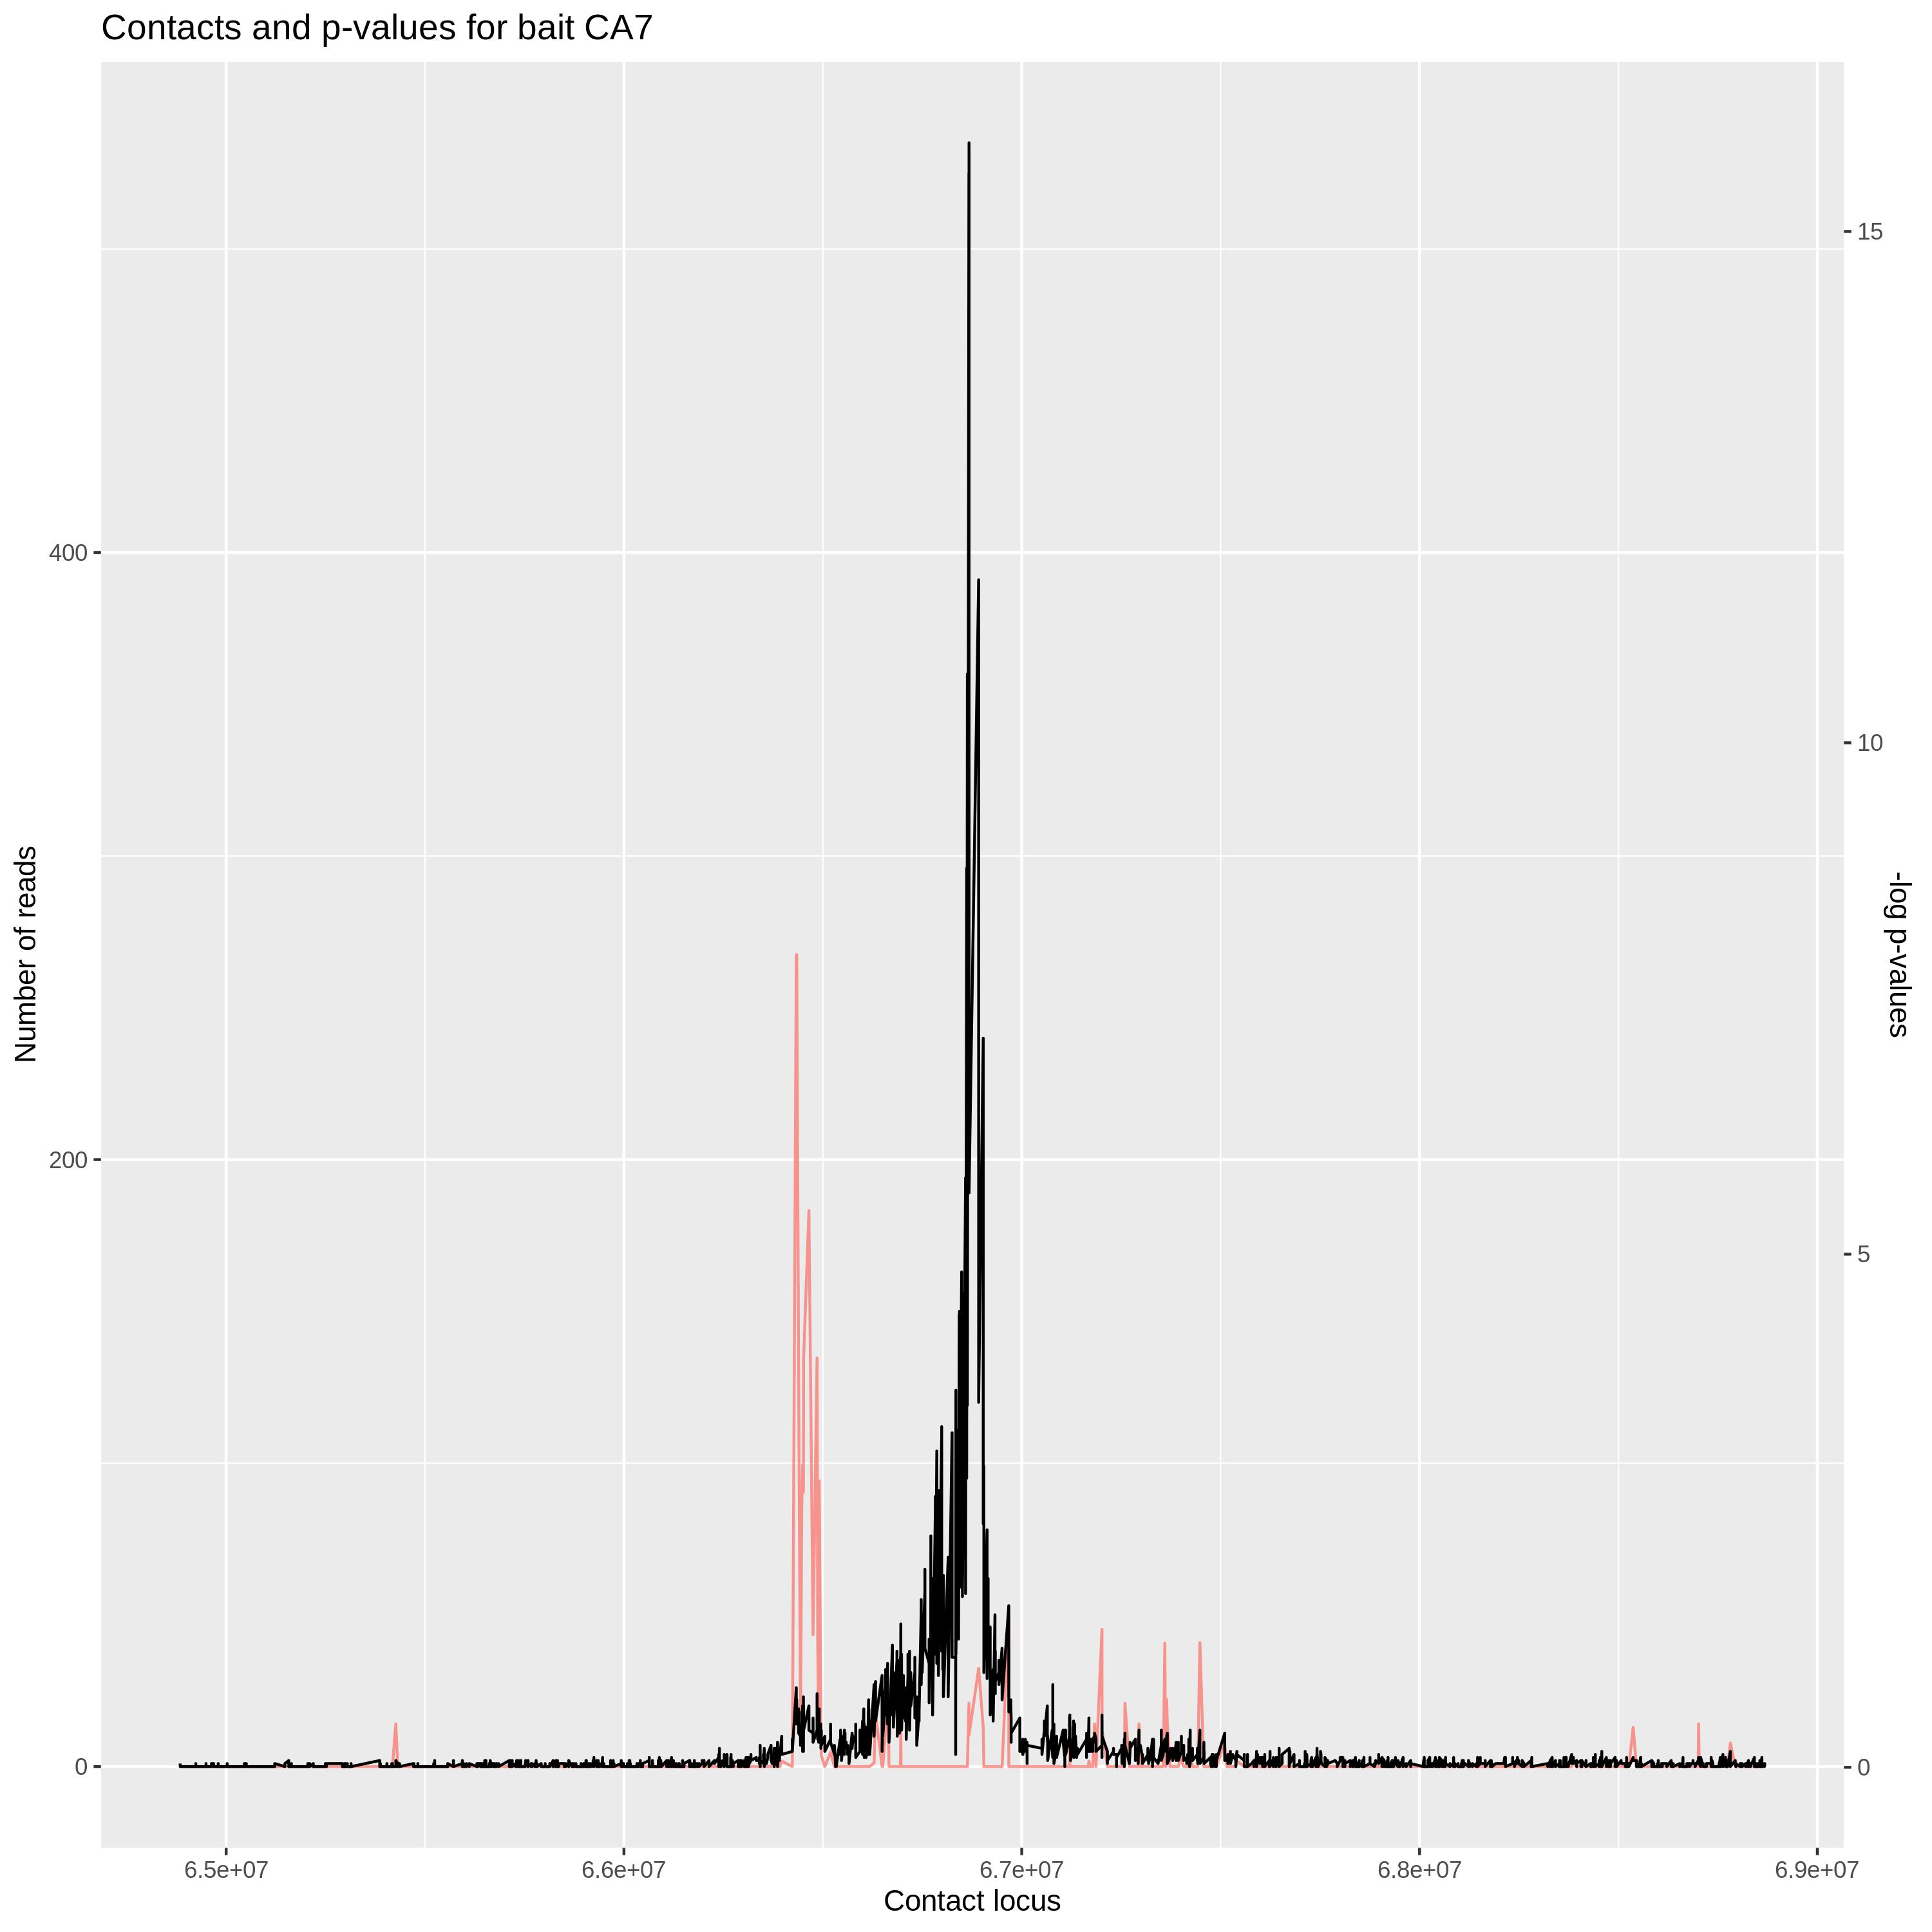 Contacts and p-values for bait CA7
15
400
10
Number of reads
-log p-values
200
5
0
0
6.5e+07
6.6e+07
6.7e+07
6.8e+07
6.9e+07
Contact locus